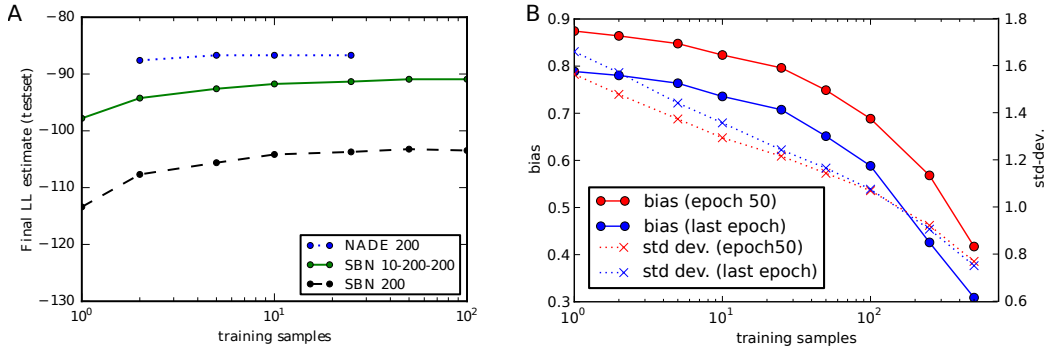 A
Final LL estimate (testset)
−80
−90
−100
−110
−120
−130
10^0
10^1
10^2
training samples
NADE 200
SBN 10-200-200
SBN 200
B
bias
0.9
0.8
0.7
0.6
0.5
0.4
0.3
10^0
10^1
10^2
training samples
1.8
1.6
1.4
1.2
1.0
0.8
0.6
std-dev.
bias (epoch 50)
bias (last epoch)
std dev. (epoch50)
std dev. (last epoch)